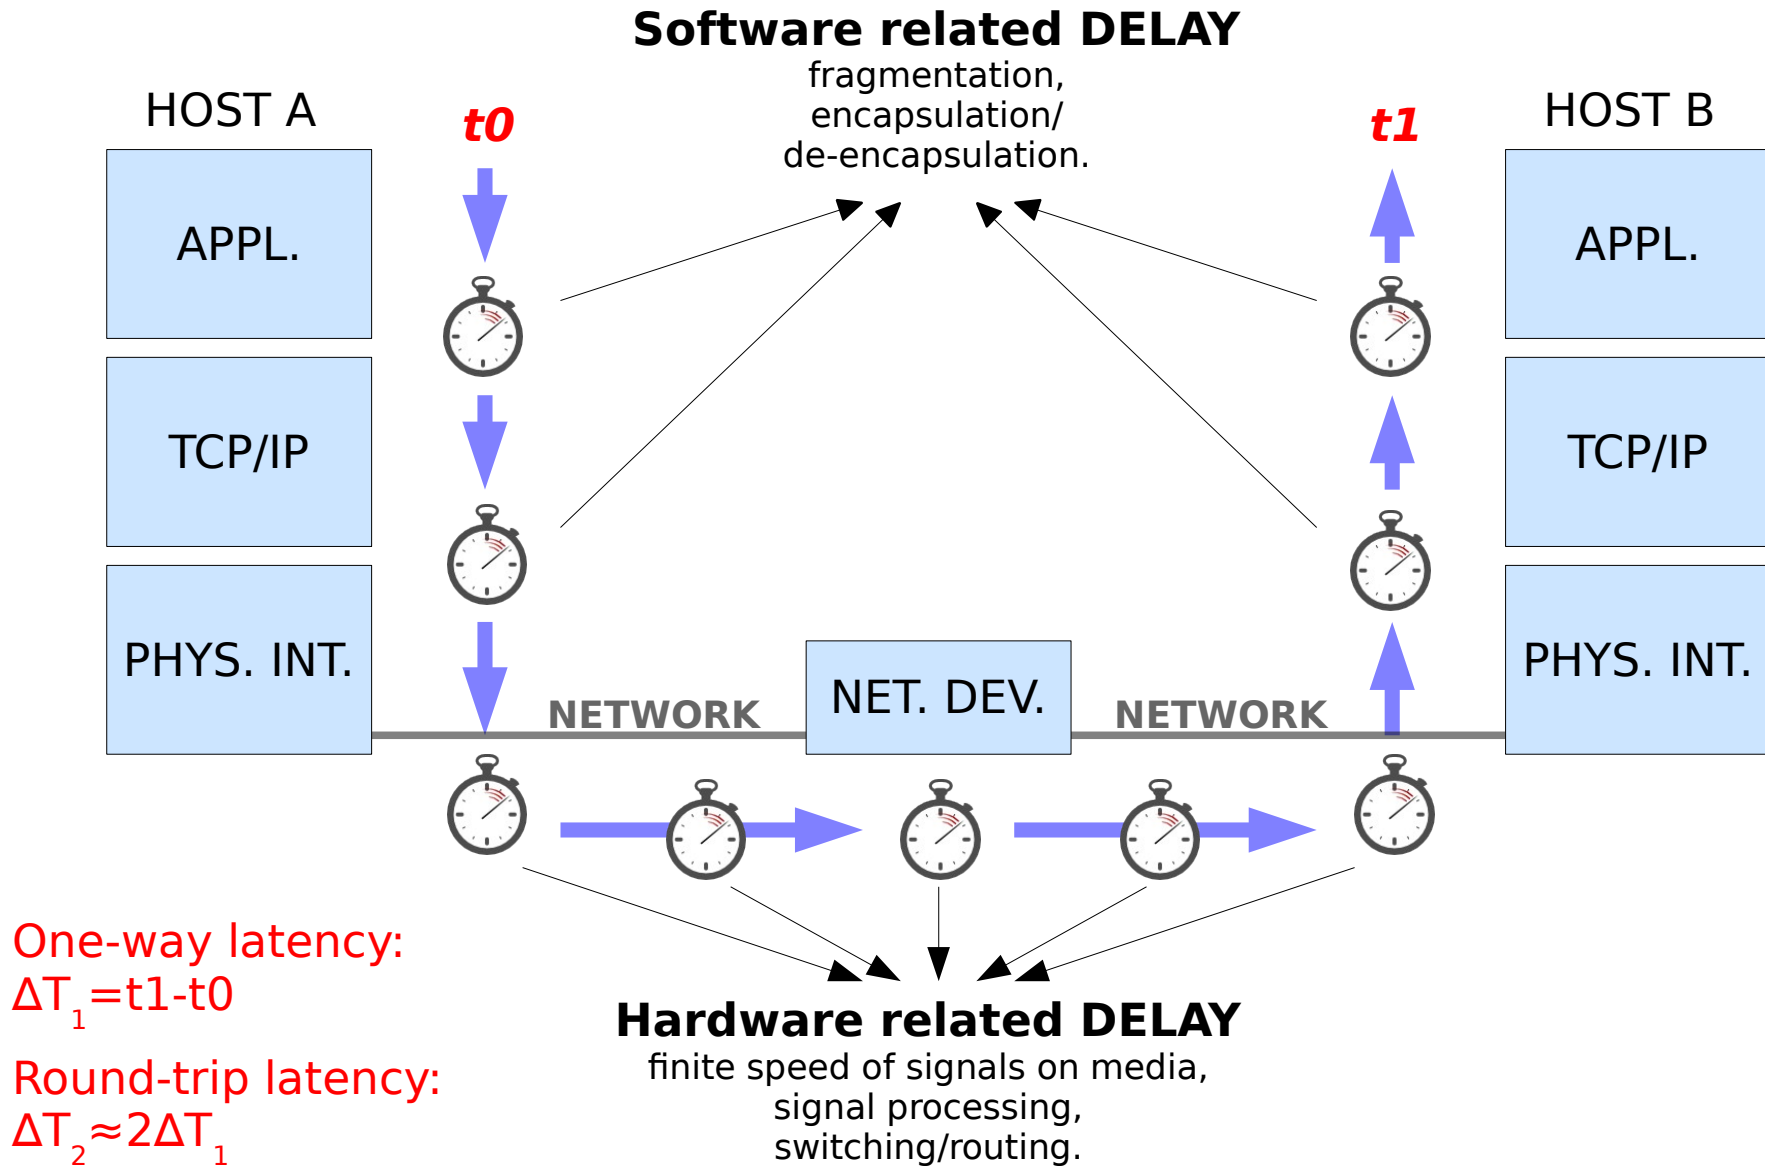 Software related DELAY
fragmentation,
encapsulation/
de-encapsulation.
HOST A
t0
t1
HOST B
APPL.
APPL.
TCP/IP
TCP/IP
PHYS. INT.
NETWORK
NET. DEV.
NETWORK
PHYS. INT.
One-way latency:
ΔT₁=t1-t0
Round-trip latency:
ΔT₂≈2ΔT₁
Hardware related DELAY
finite speed of signals on media,
signal processing,
switching/routing.